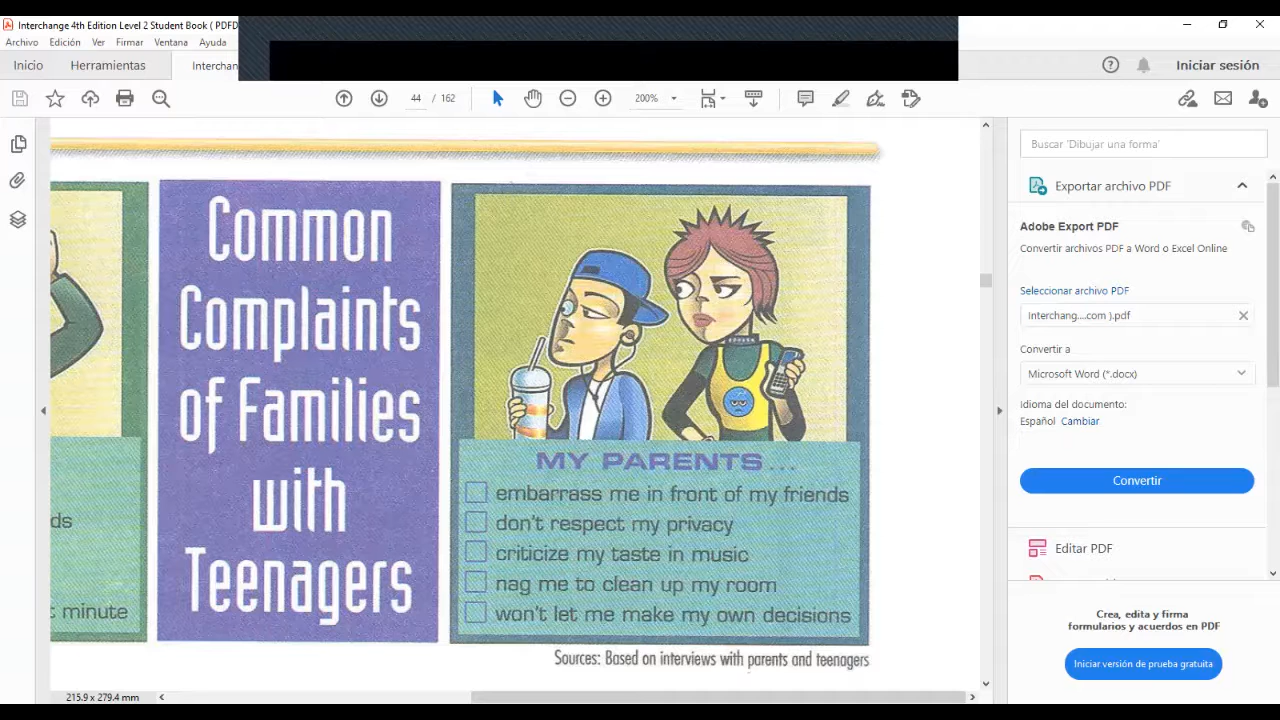 Interchange 4th Edition Level 2 Student Book ( PDFD
Archivo Edición Ver Firmar Ventana Ayuda
Inicio Herramientas Interchan
44 / 162 200%
Iniciar sesión
Common
Complaints
of Families
with
Teenagers
ds
t minute
MY PARENTS...
embarrass me in front of my friends
don't respect my privacy
criticize my taste in music
nag me to clean up my room
won't let me make my own decisions
Sources: Based on interviews with parents and teenagers
215.9 x 279.4 mm
Buscar 'Dibujar una forma'
Exportar archivo PDF
Adobe Export PDF
Convertir archivos PDF a Word o Excel Online
Seleccionar archivo PDF
Interchang....com ).pdf
Convertir a
Microsoft Word (*.docx)
Idioma del documento:
Español Cambiar
Convertir
Editar PDF
Crea, edita y firma
formularios y acuerdos en PDF
Iniciar versión de prueba gratuita